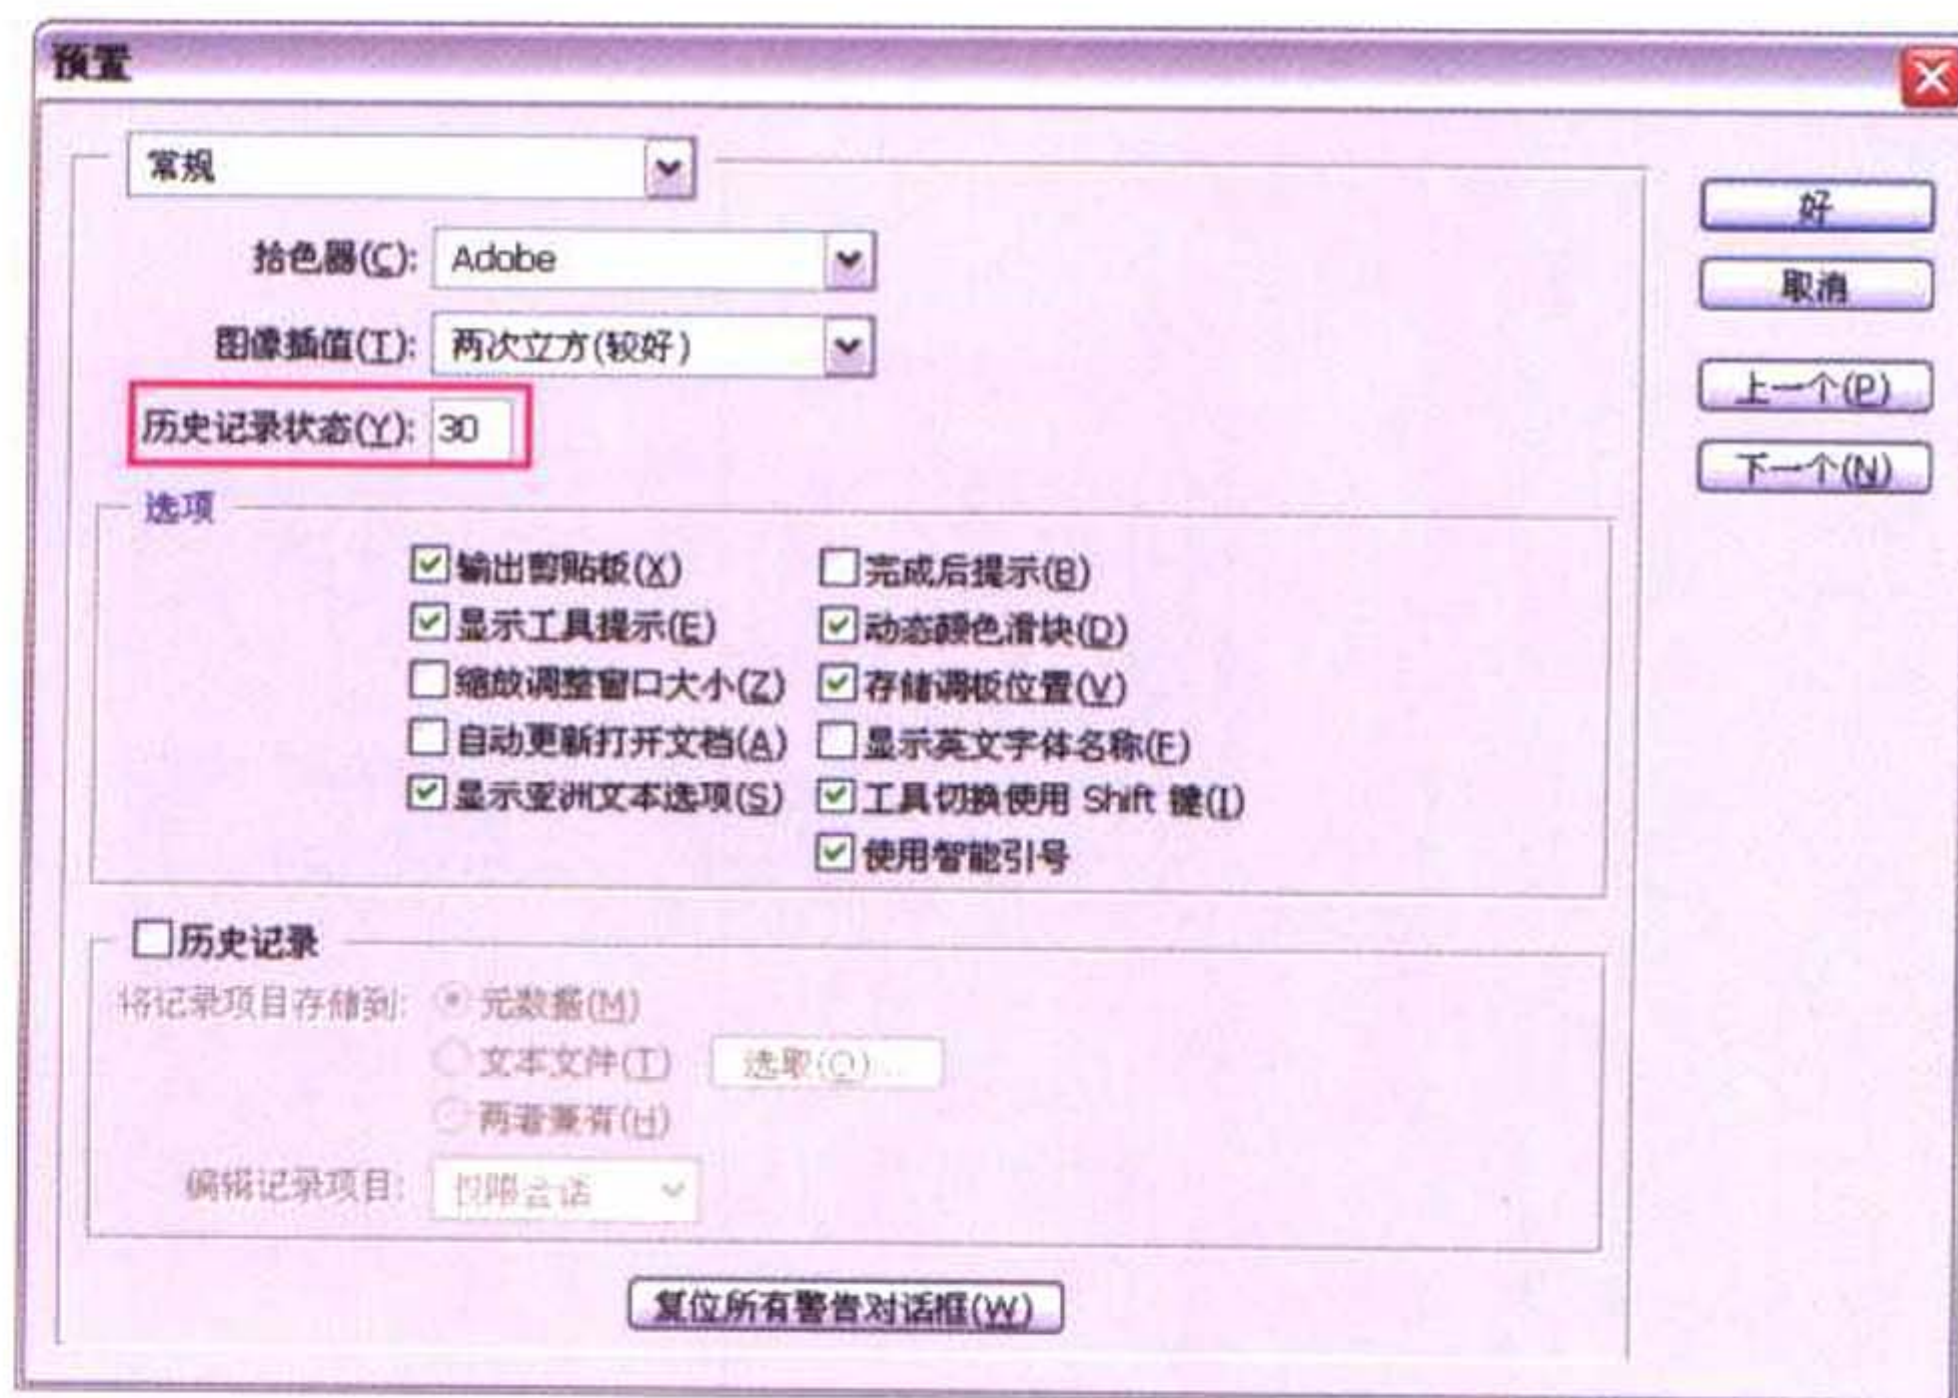 预置
常规
好
拾色器(C): Adobe
取消
图像插值(T): 两次立方(较好)
上一个(P)
历史记录状态(Y): 30
下一个(N)
选项
输出剪贴板(X) 完成后提示(B)
显示工具提示(E) 动态颜色滑块(D)
缩放调整窗口大小(Z) 存储调板位置(V)
自动更新打开文档(A) 显示英文字体名称(F)
显示亚洲文本选项(S) 工具切换使用 Shift 键(I)
使用智能引号
历史记录
将记录项目存储到: 元数据(M)
文本文件(T) 选取(O)...
两者兼有(H)
编辑记录项目: 仅限会话
复位所有警告对话框(W)